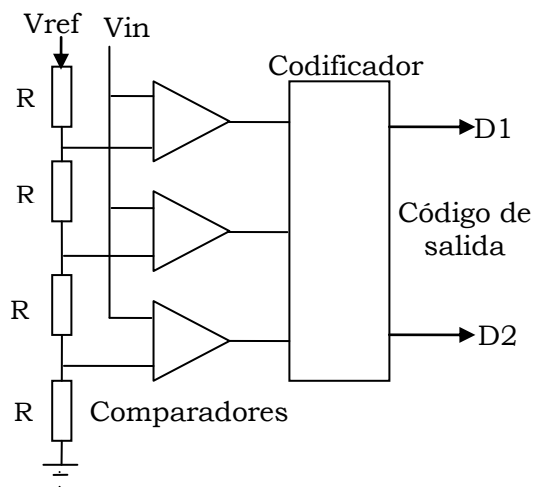 Vref
Vin
Codificador
R
D1
R
Código de
salida
R
D2
R
Comparadores